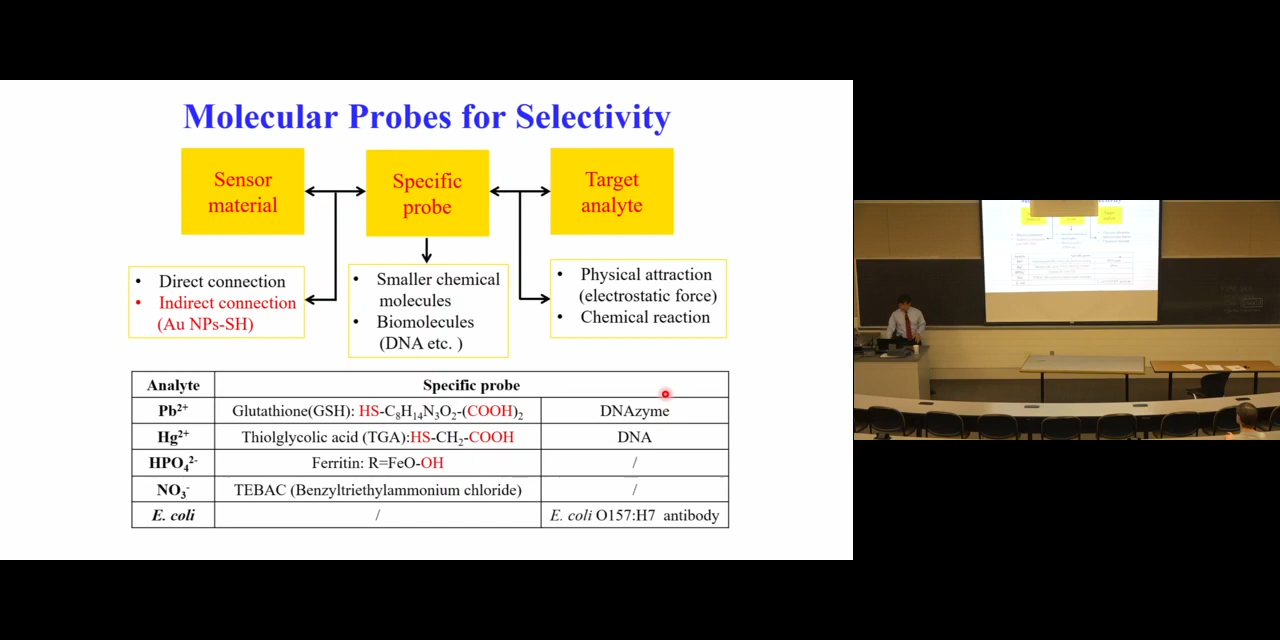 Molecular Probes for Selectivity
Sensor
material
Specific
probe
Target
analyte
• Direct connection
• Indirect connection
(Au NPs-SH)
• Smaller chemical
molecules
• Biomolecules
(DNA etc. )
• Physical attraction
(electrostatic force)
• Chemical reaction
Analyte Specific probe
Pb²⁺ Glutathione(GSH): HS-C₈H₁₄N₃O₂-(COOH)₂ DNAzyme
Hg²⁺ Thiolglycolic acid (TGA):HS-CH₂-COOH DNA
HPO₄²⁻ Ferritin: R=FeO-OH /
NO₃⁻ TEBAC (Benzyltriethylammonium chloride) /
E. coli / E. coli O157:H7 antibody